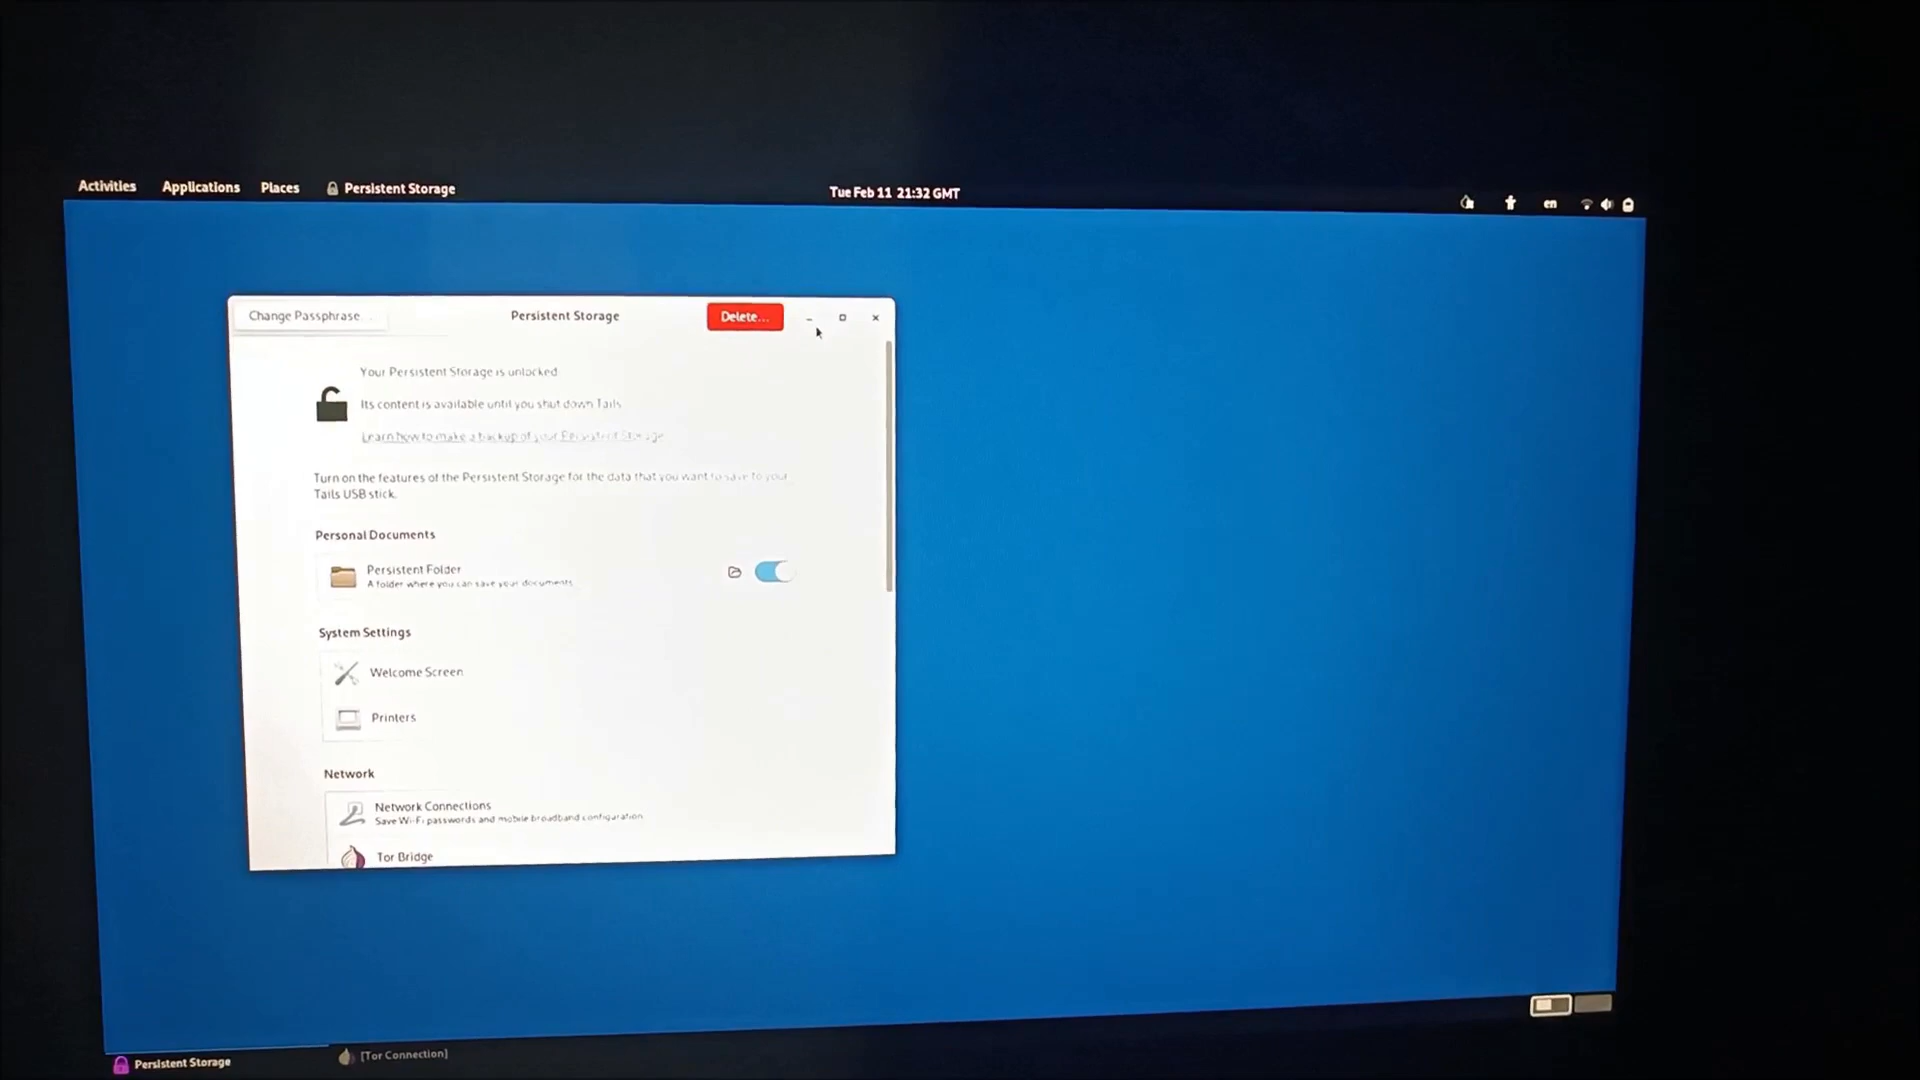 Activities Applications Places Persistent Storage Tue Feb 11 21:32 GMT en
Change Passphrase... Persistent Storage Delete...
Your Persistent Storage is unlocked
Its content is available until you shut down Tails
Learn how to make a backup of your Persistent Storage
Turn on the features of the Persistent Storage for the data that you want to save to your
Tails USB stick.
Personal Documents
Persistent Folder
A folder where you can save your documents
System Settings
Welcome Screen
Printers
Network
Network Connections
Save Wi-Fi passwords and mobile broadband configuration
Tor Bridge
Persistent Storage [Tor Connection]